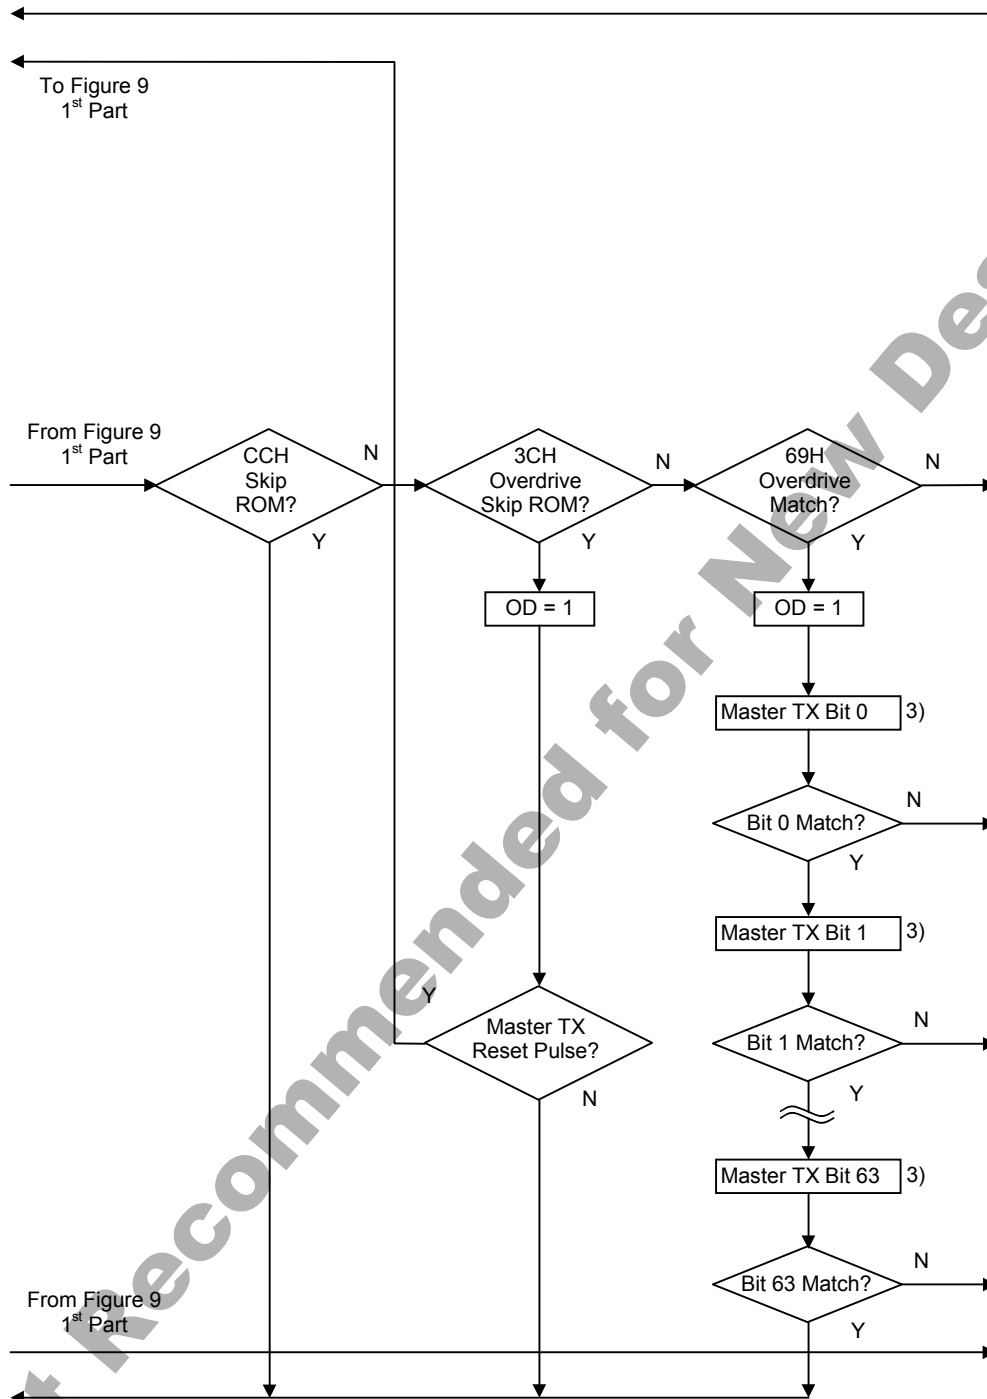 To Figure 9
1st Part
From Figure 9
1st Part
CCH
Skip
ROM?
N
Y
3CH
Overdrive
Skip ROM?
N
Y
69H
Overdrive
Match?
N
Y
OD = 1
OD = 1
Master TX Bit 0
3)
Bit 0 Match?
N
Y
Master TX Bit 1
3)
Master TX
Reset Pulse?
Y
N
Bit 1 Match?
N
Y
Master TX Bit 63
3)
Bit 63 Match?
N
Y
From Figure 9
1st Part
Recommended for New